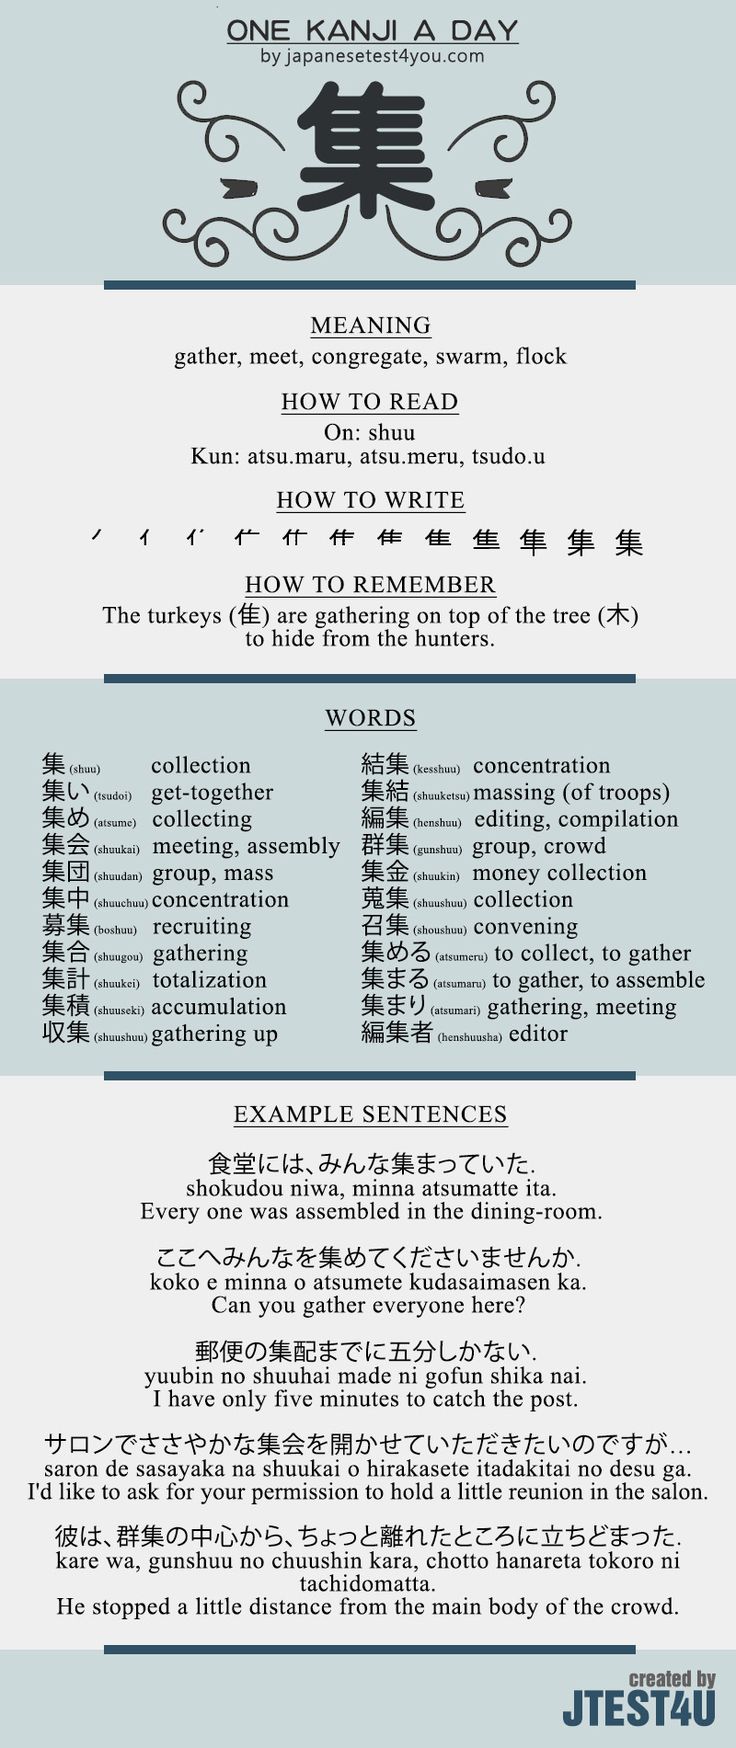 ONE KANJI A DAY
by japanesetest4you.com
集
MEANING
gather, meet, congregate, swarm, flock
HOW TO READ
On: shuu
Kun: atsu.maru, atsu.meru, tsudo.u
HOW TO WRITE
集
HOW TO REMEMBER
The turkeys (隹) are gathering on top of the tree (木)
to hide from the hunters.
WORDS
集 (shuu) collection
集い (tsudoi) get-together
集め (atsume) collecting
集会 (shuukai) meeting, assembly
集団 (shuudan) group, mass
集中 (shuuchuu) concentration
募集 (boshuu) recruiting
集合 (shuugou) gathering
集計 (shuukei) totalization
集積 (shuuseki) accumulation
収集 (shuushuu) gathering up
結集 (kesshuu) concentration
集結 (shuuketsu) massing (of troops)
編集 (henshuu) editing, compilation
群集 (gunshuu) group, crowd
集金 (shuukin) money collection
蒐集 (shuushuu) collection
召集 (shoushuu) convening
集める (atsumeru) to collect, to gather
集まる (atsumaru) to gather, to assemble
集まり (atsumari) gathering, meeting
編集者 (henshuusha) editor
EXAMPLE SENTENCES
食堂には、みんな集まっていた.
shokudou niwa, minna atsumatte ita.
Every one was assembled in the dining-room.
ここへみんなを集めてくださいませんか.
koko e minna o atsumete kudasaimasen ka.
Can you gather everyone here?
郵便の集配までに五分しかない.
yuubin no shuuhai made ni gofun shika nai.
I have only five minutes to catch the post.
サロンでささやかな集会を開かせていただきたいのですが…
saron de sasayaka na shuukai o hirakasete itadakitai no desu ga.
I'd like to ask for your permission to hold a little reunion in the salon.
彼は、群集の中心から、ちょっと離れたところに立ちどまった.
kare wa, gunshuu no chuushin kara, chotto hanareta tokoro ni
tachidomatta.
He stopped a little distance from the main body of the crowd.
created by
JTEST4U